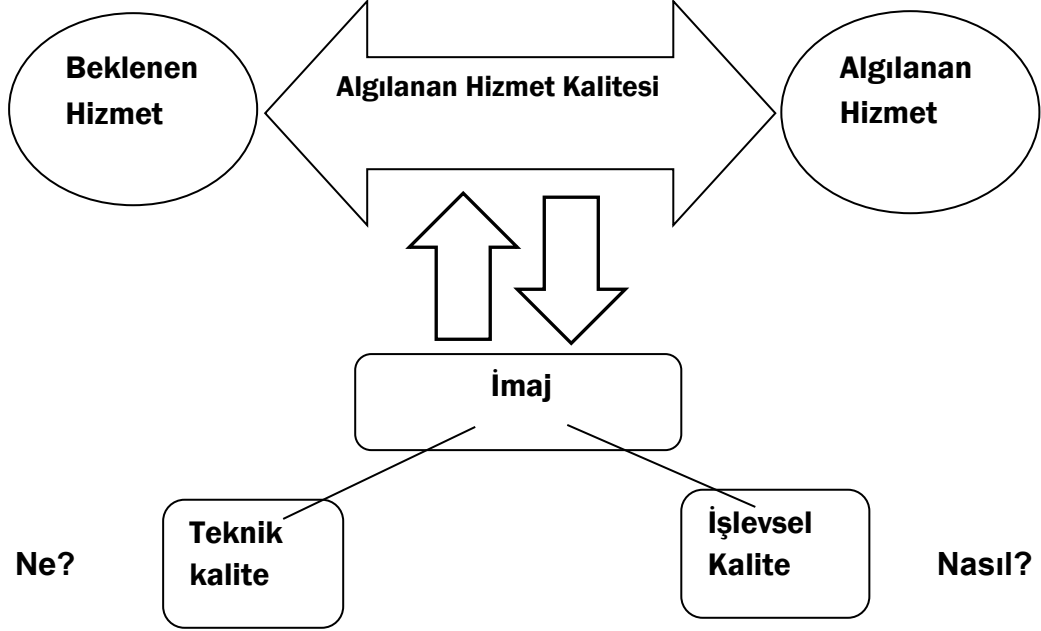 Beklenen
Hizmet
Algılanan Hizmet Kalitesi
Algılanan
Hizmet
İmaj
Ne?
Teknik
kalite
İşlevsel
Kalite
Nasıl?